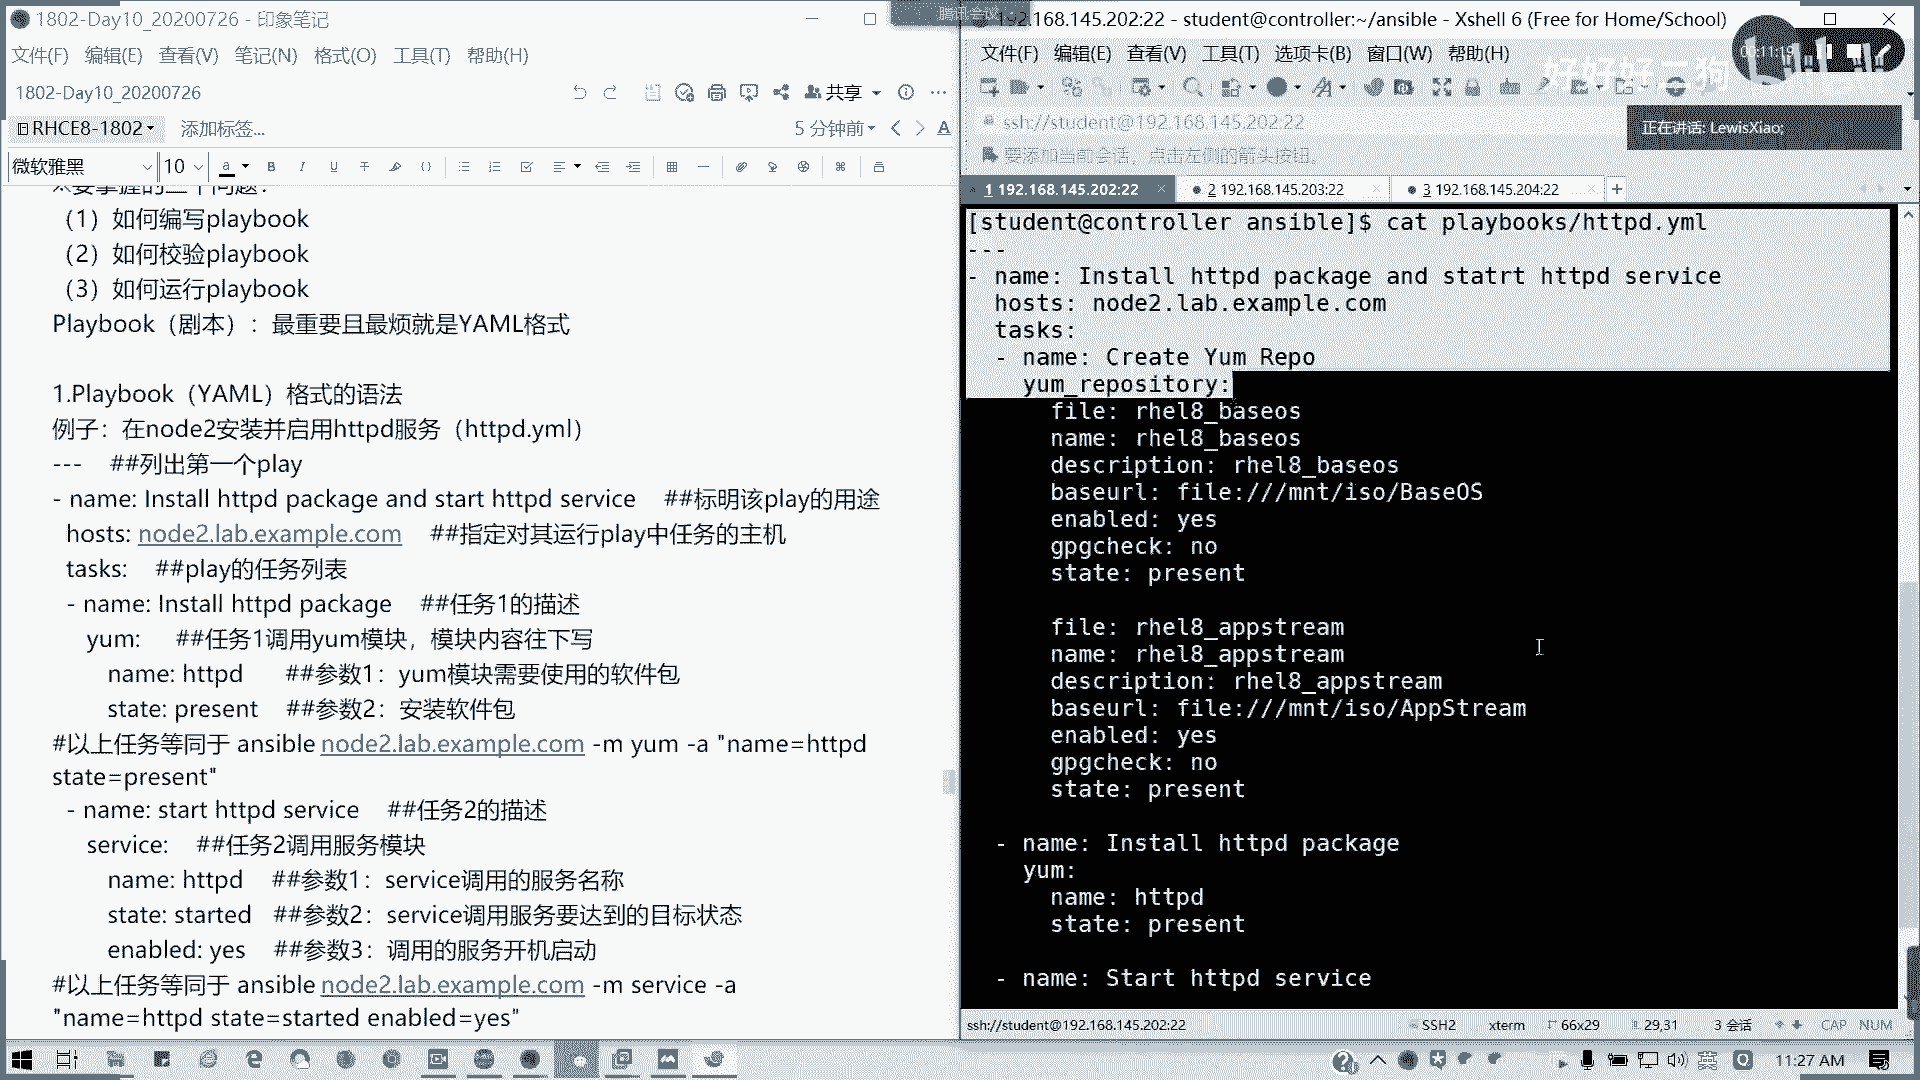 1802-Day10_20200726 - 印象笔记
文件(F) 编辑(E) 查看(V) 笔记(N) 格式(O) 工具(T) 帮助(H)
1802-Day10_20200726
共享
RHCE8-1802
添加标签...
5 分钟前
微软雅黑 10
（1）如何编写playbook
（2）如何校验playbook
（3）如何运行playbook
Playbook（剧本）：最重要且最烦就是YAML格式
1.Playbook（YAML）格式的语法
例子：在node2安装并启用httpd服务（httpd.yml）
--- ##列出第一个play
- name: Install httpd package and start httpd service ##标明该play的用途
hosts: node2.lab.example.com ##指定对其运行play中任务的主机
tasks: ##play的任务列表
- name: Install httpd package ##任务1的描述
yum: ##任务1调用yum模块，模块内容往下写
name: httpd ##参数1：yum模块需要使用的软件包
state: present ##参数2：安装软件包
#以上任务等同于 ansible node2.lab.example.com -m yum -a "name=httpd
state=present"
- name: start httpd service ##任务2的描述
service: ##任务2调用服务模块
name: httpd ##参数1：service调用的服务名称
state: started ##参数2：service调用服务要达到的目标状态
enabled: yes ##参数3：调用的服务开机启动
#以上任务等同于 ansible node2.lab.example.com -m service -a
"name=httpd state=started enabled=yes"
腾讯会议
192.168.145.202:22 - student@controller:~/ansible - Xshell 6 (Free for Home/School)
文件(F) 编辑(E) 查看(V) 工具(T) 选项卡(B) 窗口(W) 帮助(H)
好好好二狗
ssh://student@192.168.145.202:22
正在讲话: LewisXiao;
要添加当前会话，点击左侧的箭头按钮。
1 192.168.145.202:22
2 192.168.145.203:22
3 192.168.145.204:22
[student@controller ansible]$ cat playbooks/httpd.yml
---
- name: Install httpd package and statrt httpd service
hosts: node2.lab.example.com
tasks:
- name: Create Yum Repo
yum_repository:
file: rhel8_baseos
name: rhel8_baseos
description: rhel8_baseos
baseurl: file:///mnt/iso/BaseOS
enabled: yes
gpgcheck: no
state: present
file: rhel8_appstream
name: rhel8_appstream
description: rhel8_appstream
baseurl: file:///mnt/iso/AppStream
enabled: yes
gpgcheck: no
state: present
- name: Install httpd package
yum:
name: httpd
state: present
- name: Start httpd service
ssh://student@192.168.145.202:22
SSH2 xterm 66x29 29,31 3 会话 CAP NUM
英
11:27 AM